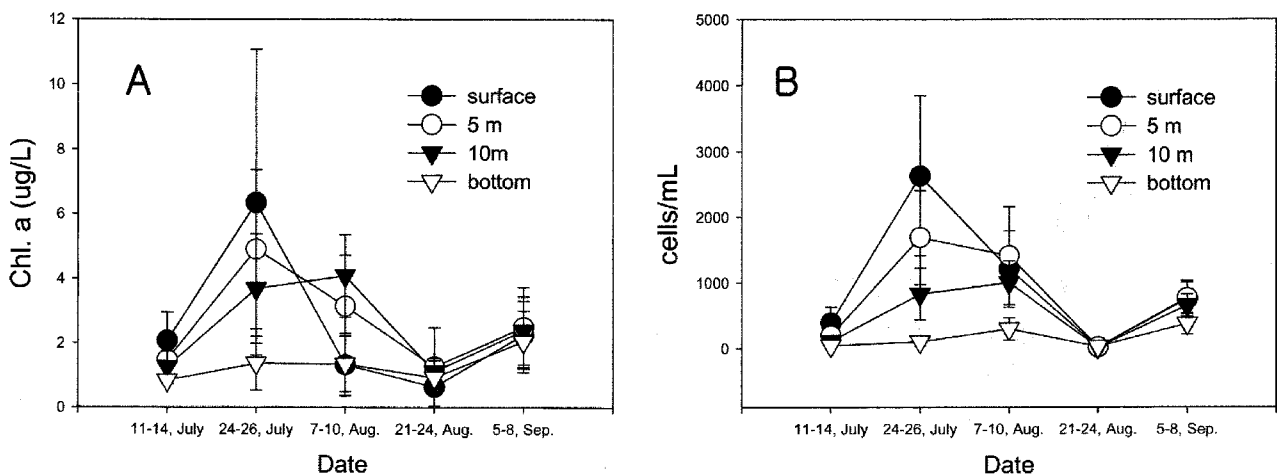 12
10
8
6
4
2
0
Chl. a (ug/L)
A
surface
5 m
10m
bottom
11-14, July
24-26, July
7-10, Aug.
21-24, Aug.
5-8, Sep.
Date
5000
4000
3000
2000
1000
0
cells/mL
B
surface
5 m
10 m
bottom
11-14, July
24-26, July
7-10, Aug.
21-24, Aug.
5-8, Sep.
Date